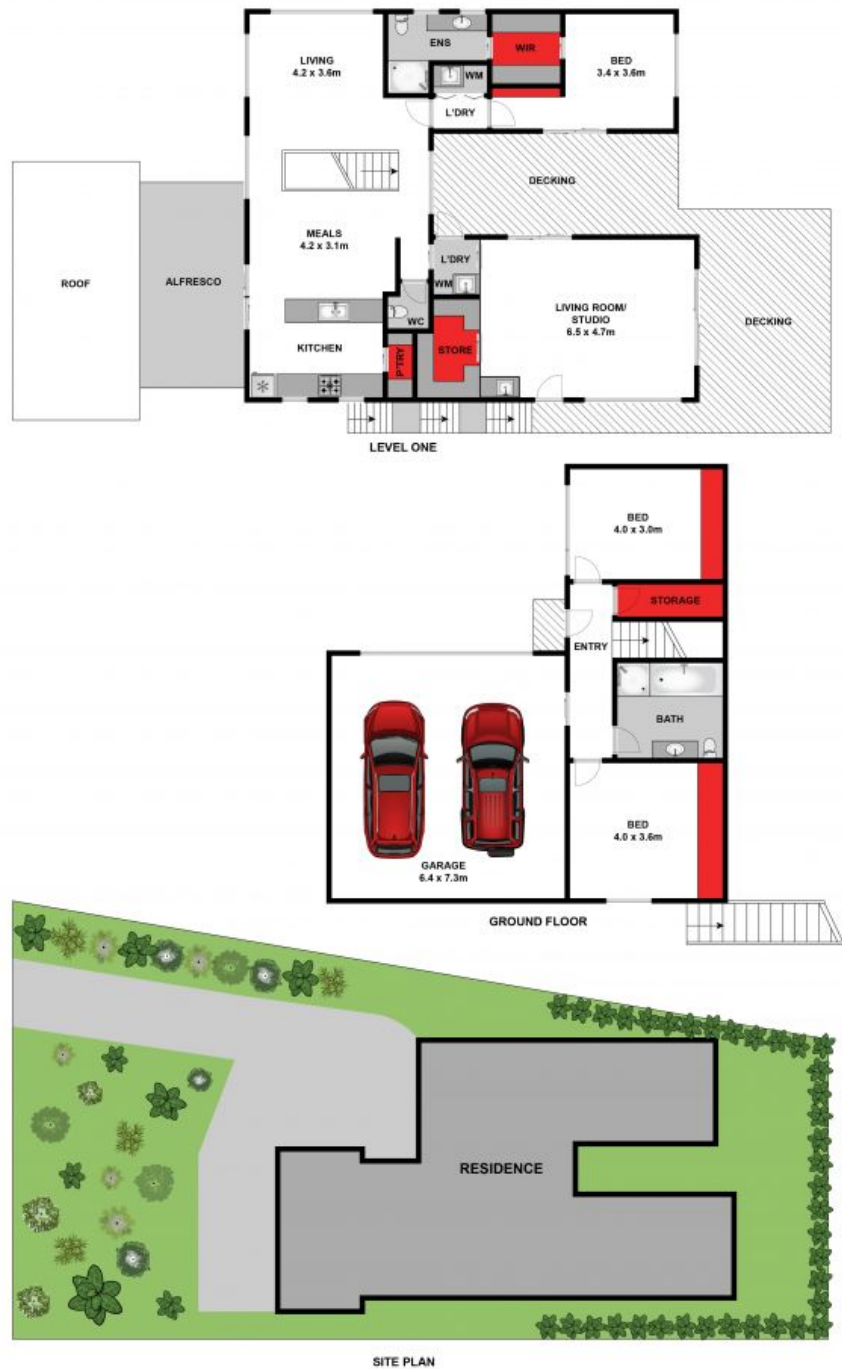 LIVING
4.2 x 3.6m
ENS
WIR
BED
3.4 x 3.6m
WM
L'DRY
DECKING
MEALS
4.2 x 3.1m
ROOF
ALFRESCO
L'DRY
WM
LIVING ROOM/
STUDIO
6.5 x 4.7m
DECKING
WC
KITCHEN
P'TRY
STORE
LEVEL ONE
BED
4.0 x 3.0m
STORAGE
ENTRY
BATH
BED
4.0 x 3.6m
GARAGE
6.4 x 7.3m
GROUND FLOOR
RESIDENCE
SITE PLAN